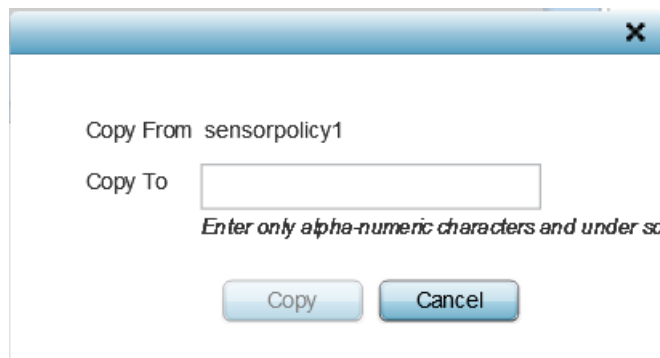 Copy From sensorpolicy1
Copy To
Enter only alpha-numeric characters and under sc
Copy Cancel